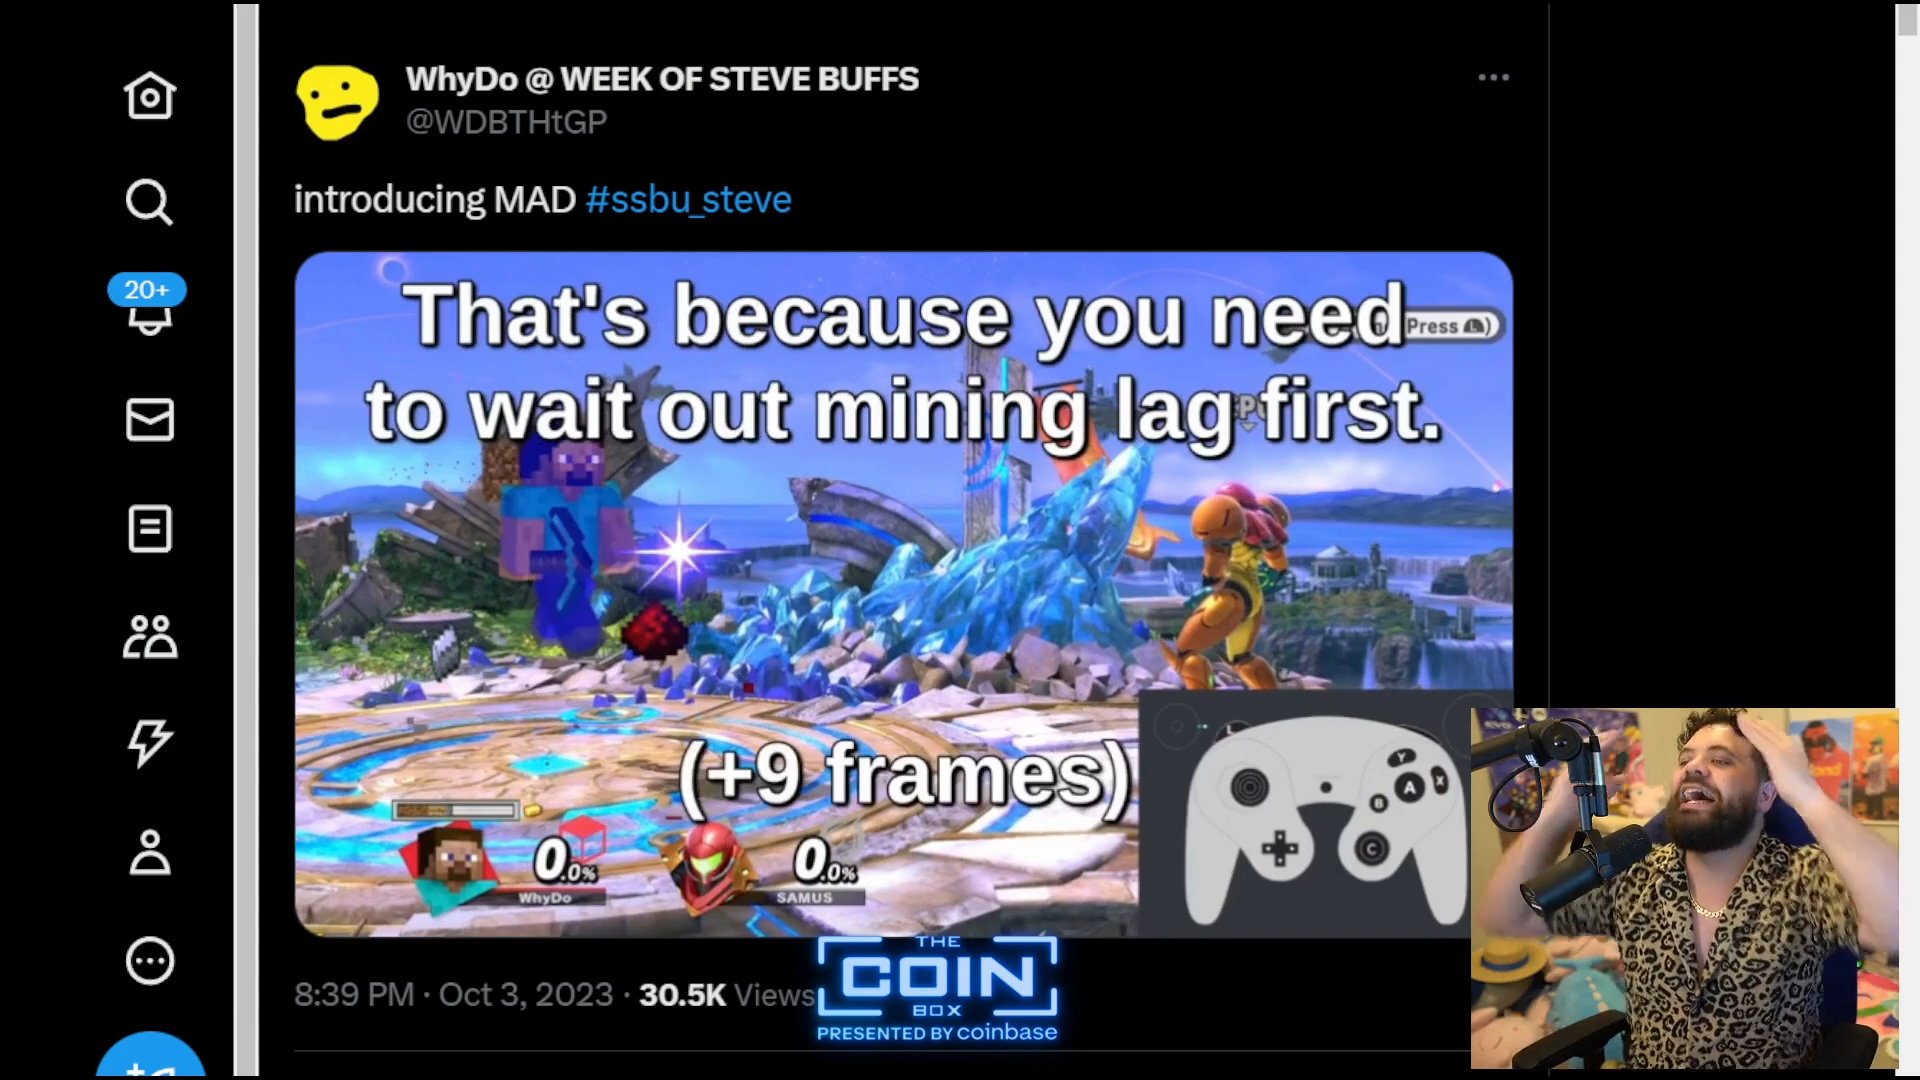 WhyDo @ WEEK OF STEVE BUFFS
@WDBTHtGP
introducing MAD #ssbu_steve
20+
That's because you need
Press L)
to wait out mining lag first.
(+9 frames)
Y
X
A
B
C
0.0%
WhyDo
0.0%
SAMUS
8:39 PM · Oct 3, 2023 · 30.5K Views
THE
COIN
BOX
PRESENTED BY coinbase